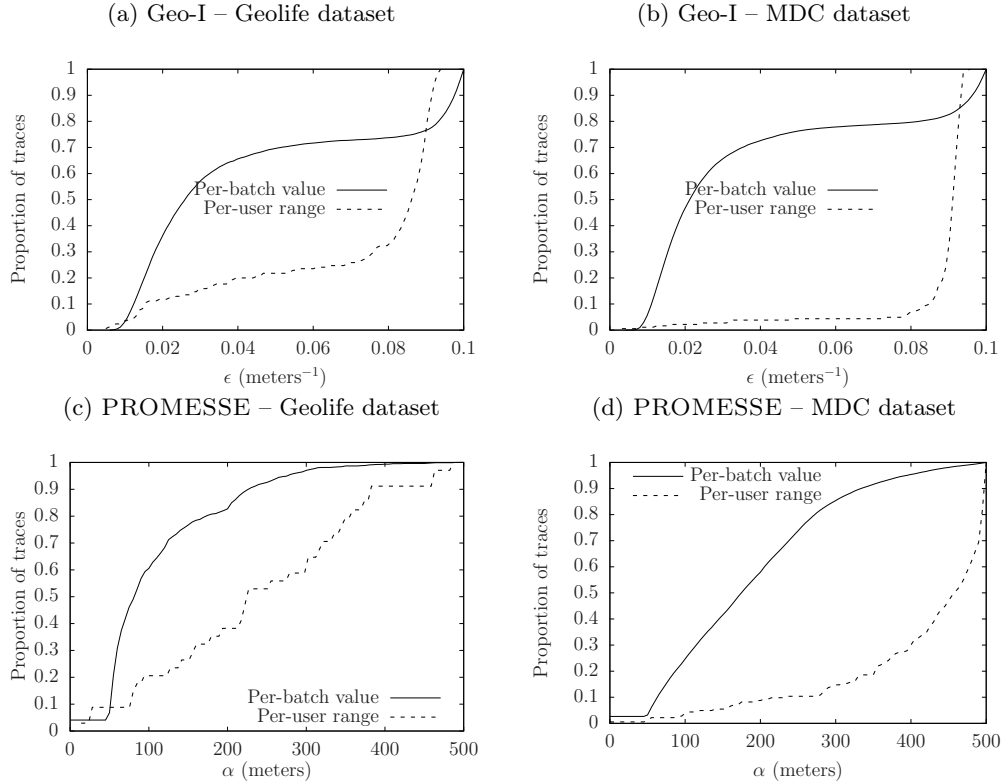 (a) Geo-I – Geolife dataset
Proportion of traces
1
0.9
0.8
0.7
0.6
0.5
0.4
0.3
0.2
0.1
0
Per-batch value
Per-user range
0 0.02 0.04 0.06 0.08 0.1
ϵ (meters⁻¹)
(b) Geo-I – MDC dataset
Proportion of traces
1
0.9
0.8
0.7
0.6
0.5
0.4
0.3
0.2
0.1
0
Per-batch value
Per-user range
0 0.02 0.04 0.06 0.08 0.1
ϵ (meters⁻¹)
(c) PROMESSE – Geolife dataset
Proportion of traces
1
0.9
0.8
0.7
0.6
0.5
0.4
0.3
0.2
0.1
0
Per-batch value
Per-user range
0 100 200 300 400 500
α (meters)
(d) PROMESSE – MDC dataset
Proportion of traces
1
0.9
0.8
0.7
0.6
0.5
0.4
0.3
0.2
0.1
0
Per-batch value
Per-user range
0 100 200 300 400 500
α (meters)